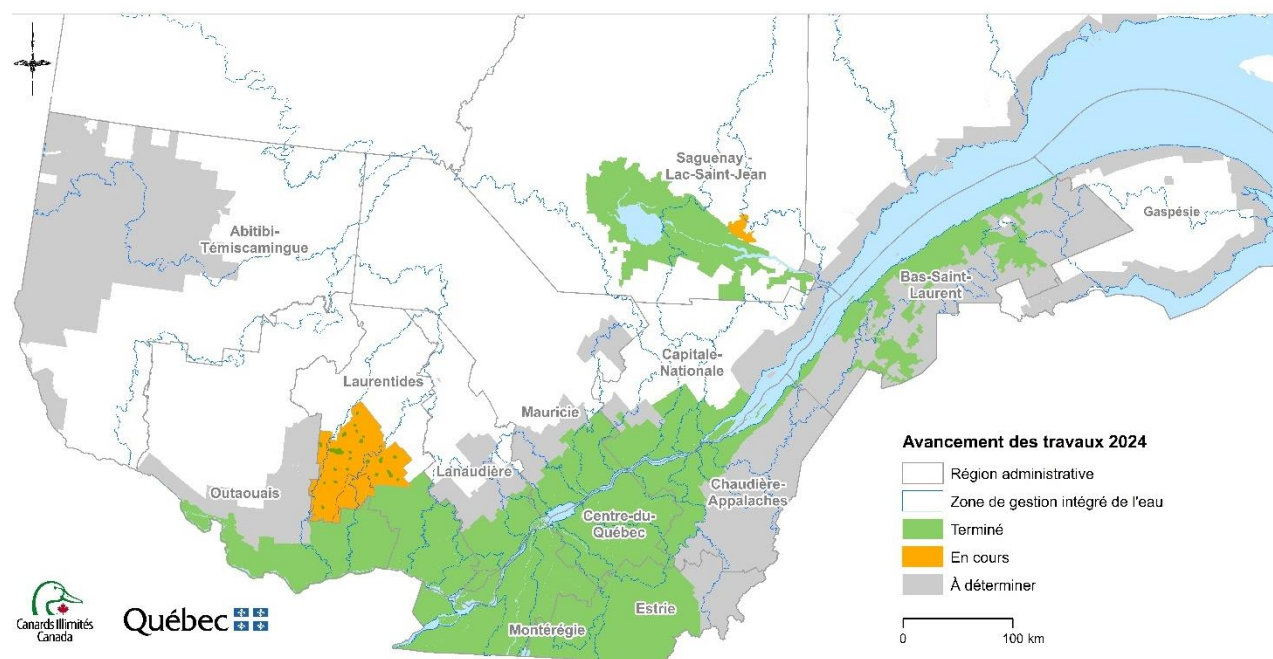 Saguenay -
Lac-Saint-Jean
Gaspésie
Abitibi-
Témiscamingue
Bas-Saint-
Laurent
Capitale-
Nationale
Laurentides
Mauricie
Lanaudière
Outaouais
Chaudière-
Appalaches
Centre-du-
Québec
Estrie
Montérégie
Avancement des travaux 2024
Région administrative
Zone de gestion intégré de l'eau
Terminé
En cours
À déterminer
0 100 km
Canards Illimités
Canada
Québec